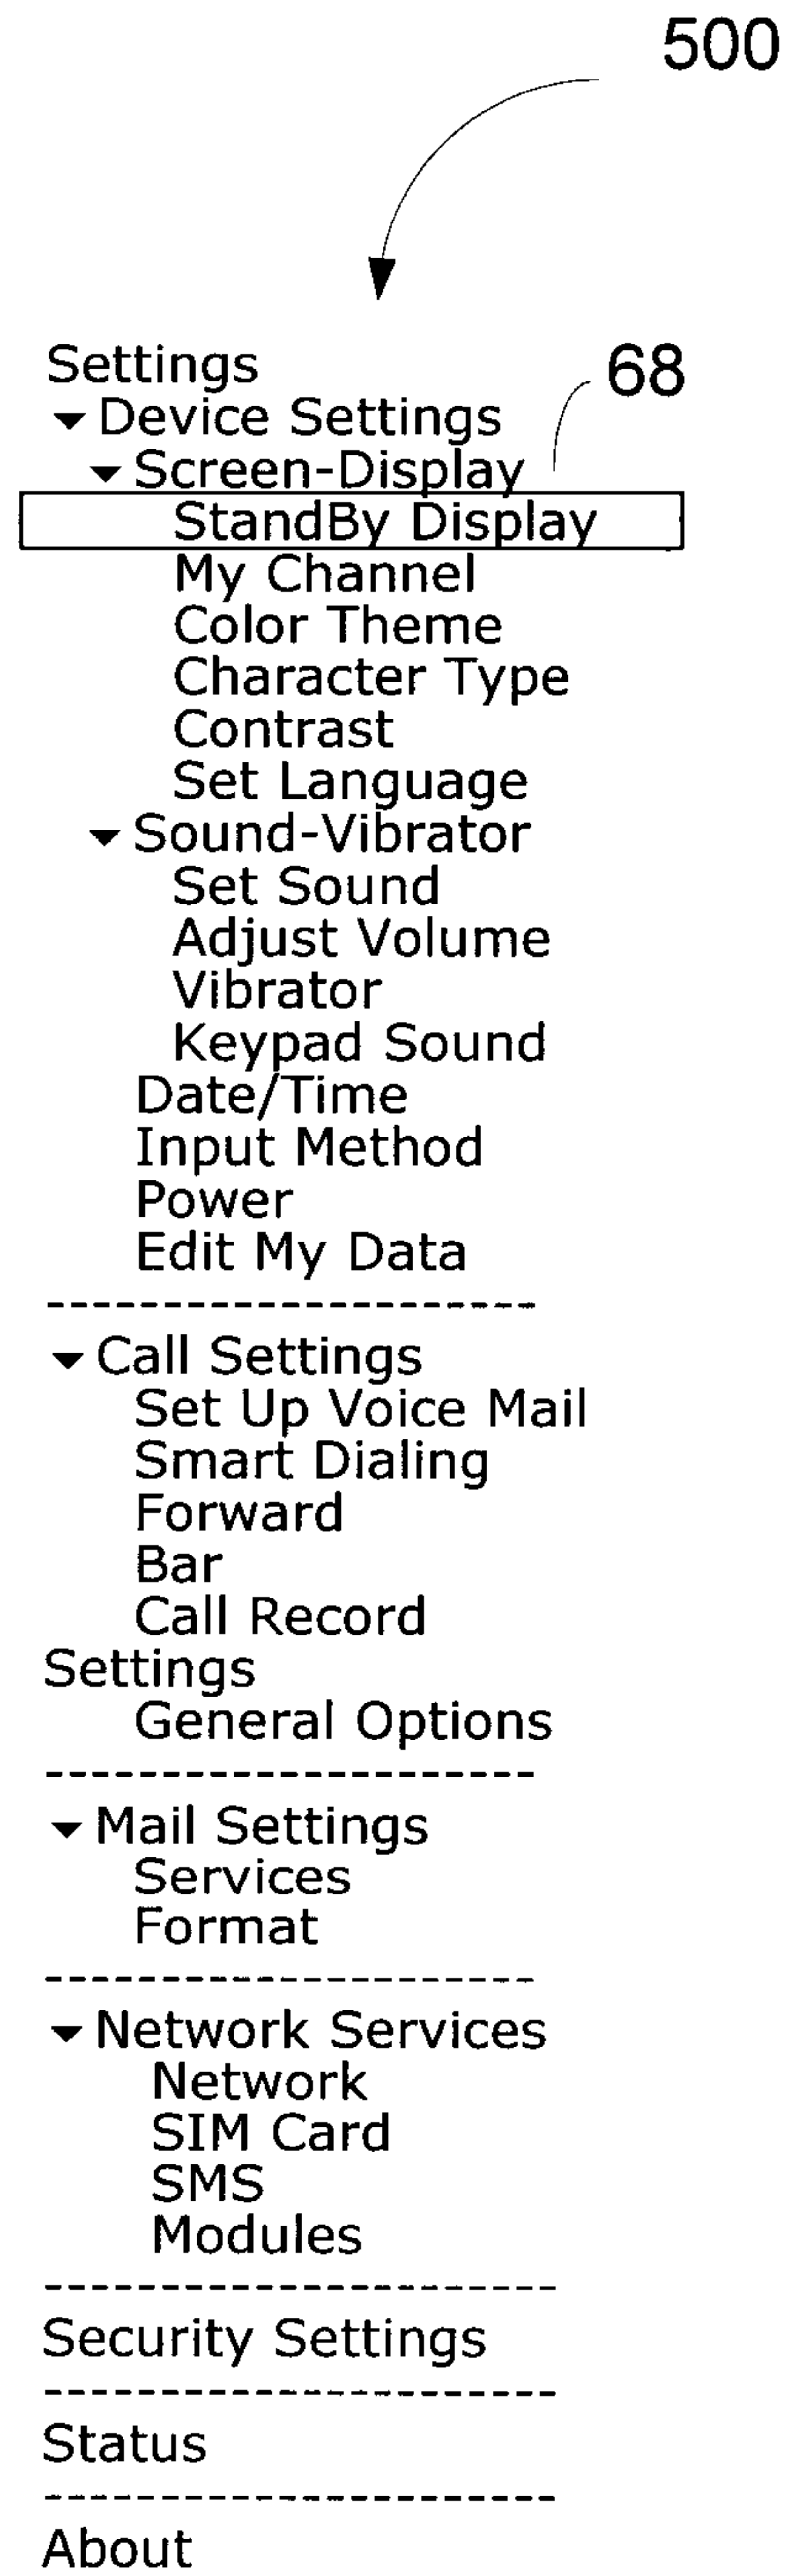 500
Settings
68
Device Settings
Screen-Display
StandBy Display
My Channel
Color Theme
Character Type
Contrast
Set Language
Sound-Vibrator
Set Sound
Adjust Volume
Vibrator
Keypad Sound
Date/Time
Input Method
Power
Edit My Data
---------------------
Call Settings
Set Up Voice Mail
Smart Dialing
Forward
Bar
Call Record
Settings
General Options
---------------------
Mail Settings
Services
Format
---------------------
Network Services
Network
SIM Card
SMS
Modules
----------------------
Security Settings
----------------------
Status
----------------------
About